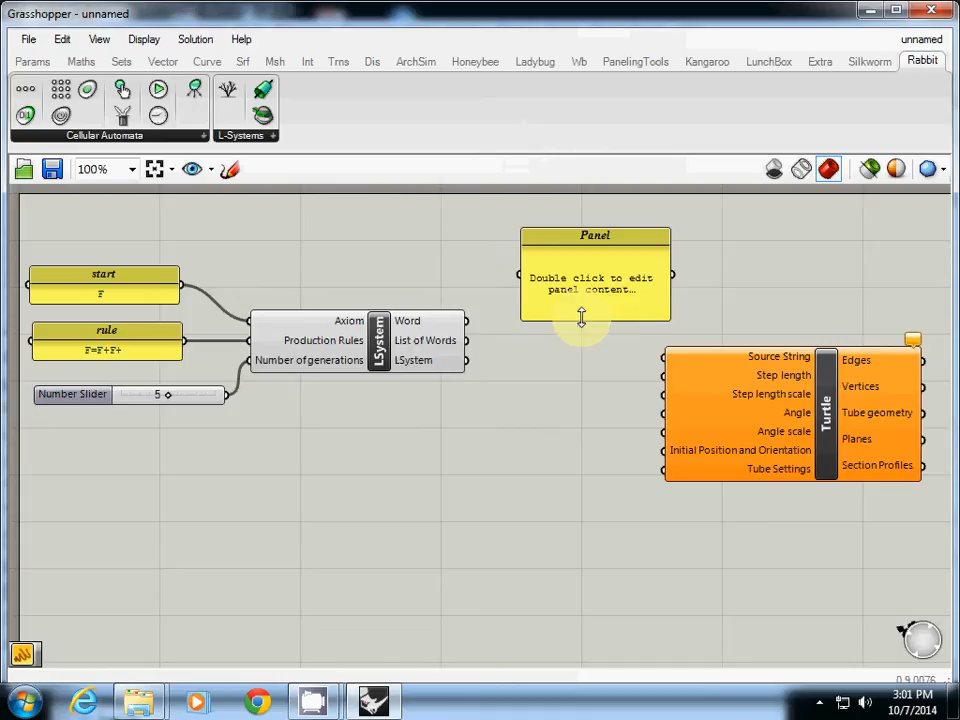 Grasshopper - unnamed
File Edit View Display Solution Help
unnamed
Params Maths Sets Vector Curve Srf Msh Int Trns Dis ArchSim Honeybee Ladybug Wb PanelingTools Kangaroo LunchBox Extra Silkworm Rabbit
Cellular Automata
L-Systems
100%
Panel
Double click to edit
panel content...
start
F
rule
F=F+F+
Number Slider
5
Axiom
Production Rules
Number of generations
LSystem
Word
List of Words
LSystem
Source String
Step length
Step length scale
Angle
Angle scale
Initial Position and Orientation
Tube Settings
Turtle
Edges
Vertices
Tube geometry
Planes
Section Profiles
0.9.0076
3:01 PM
10/7/2014